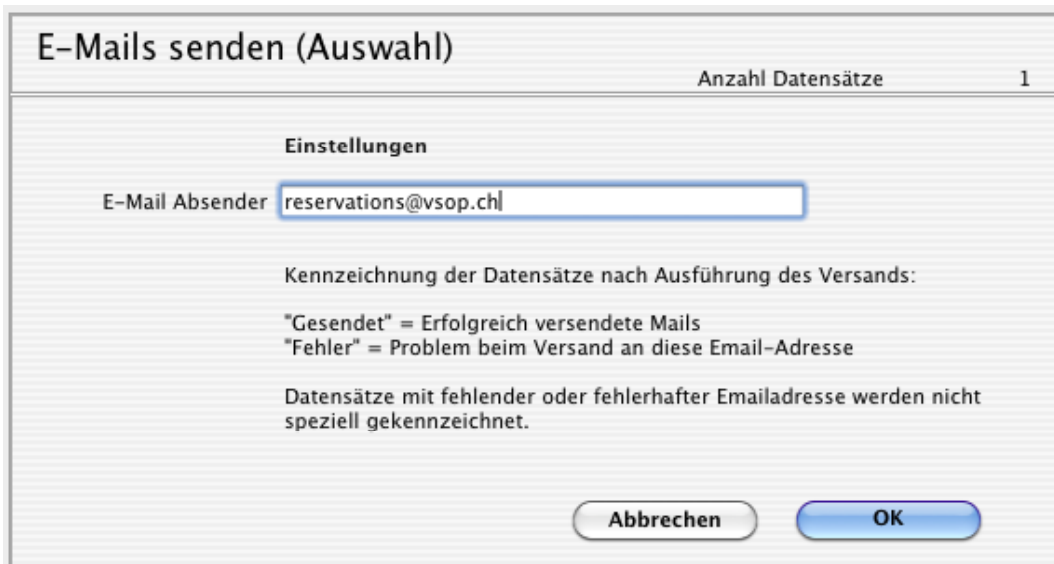 E-Mails senden (Auswahl)
Anzahl Datensätze 1
Einstellungen
E-Mail Absender reservations@vsop.ch
Kennzeichnung der Datensätze nach Ausführung des Versands:
"Gesendet" = Erfolgreich versendete Mails
"Fehler" = Problem beim Versand an diese Email-Adresse
Datensätze mit fehlender oder fehlerhafter Emailadresse werden nicht
speziell gekennzeichnet.
Abbrechen OK